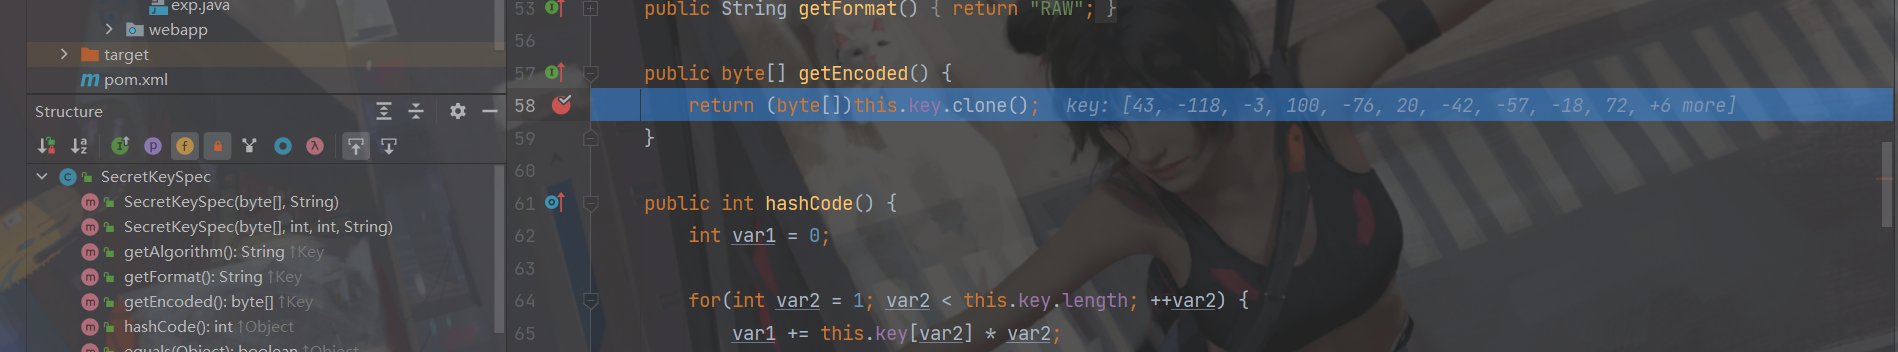 exp.java
webapp
target
pom.xml
Structure
SecretKeySpec
SecretKeySpec(byte[], String)
SecretKeySpec(byte[], int, int, String)
getAlgorithm(): String ↑Key
getFormat(): String ↑Key
getEncoded(): byte[] ↑Key
hashCode(): int ↑Object
equals(Object): boolean ↑Object
53 public String getFormat() { return "RAW"; }
56
57 public byte[] getEncoded() {
58 return (byte[])this.key.clone(); key: [43, -118, -3, 100, -76, 20, -42, -57, -18, 72, +6 more]
59 }
60
61 public int hashCode() {
62 int var1 = 0;
63
64 for(int var2 = 1; var2 < this.key.length; ++var2) {
65 var1 += this.key[var2] * var2;